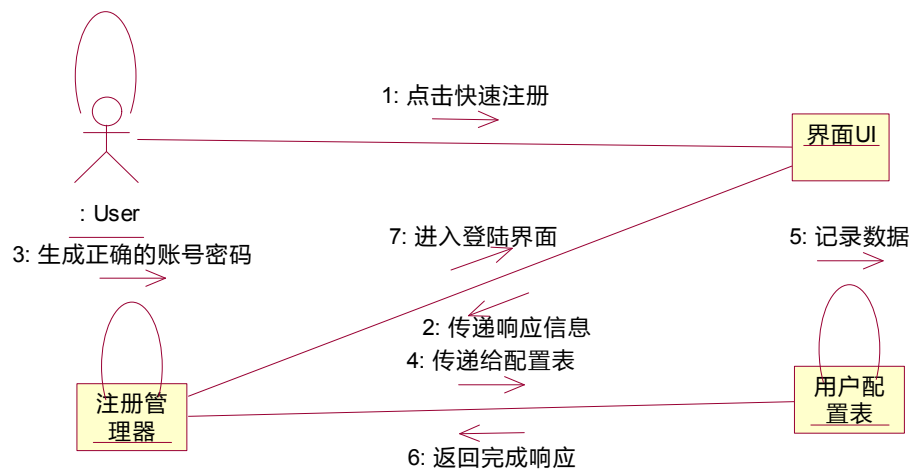 1: 点击快速注册
界面UI
: User
3: 生成正确的账号密码
7: 进入登陆界面
5: 记录数据
2: 传递响应信息
4: 传递给配置表
注册管
理器
用户配
置表
6: 返回完成响应